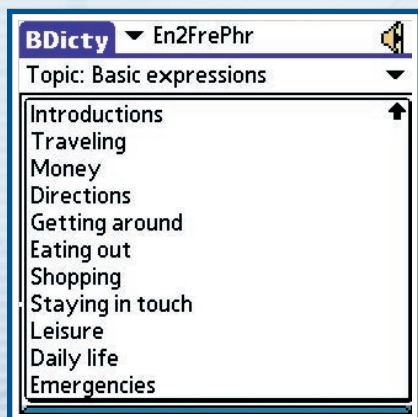 BDicty En2FrePhr
Topic: Basic expressions
Introductions
Traveling
Money
Directions
Getting around
Eating out
Shopping
Staying in touch
Leisure
Daily life
Emergencies